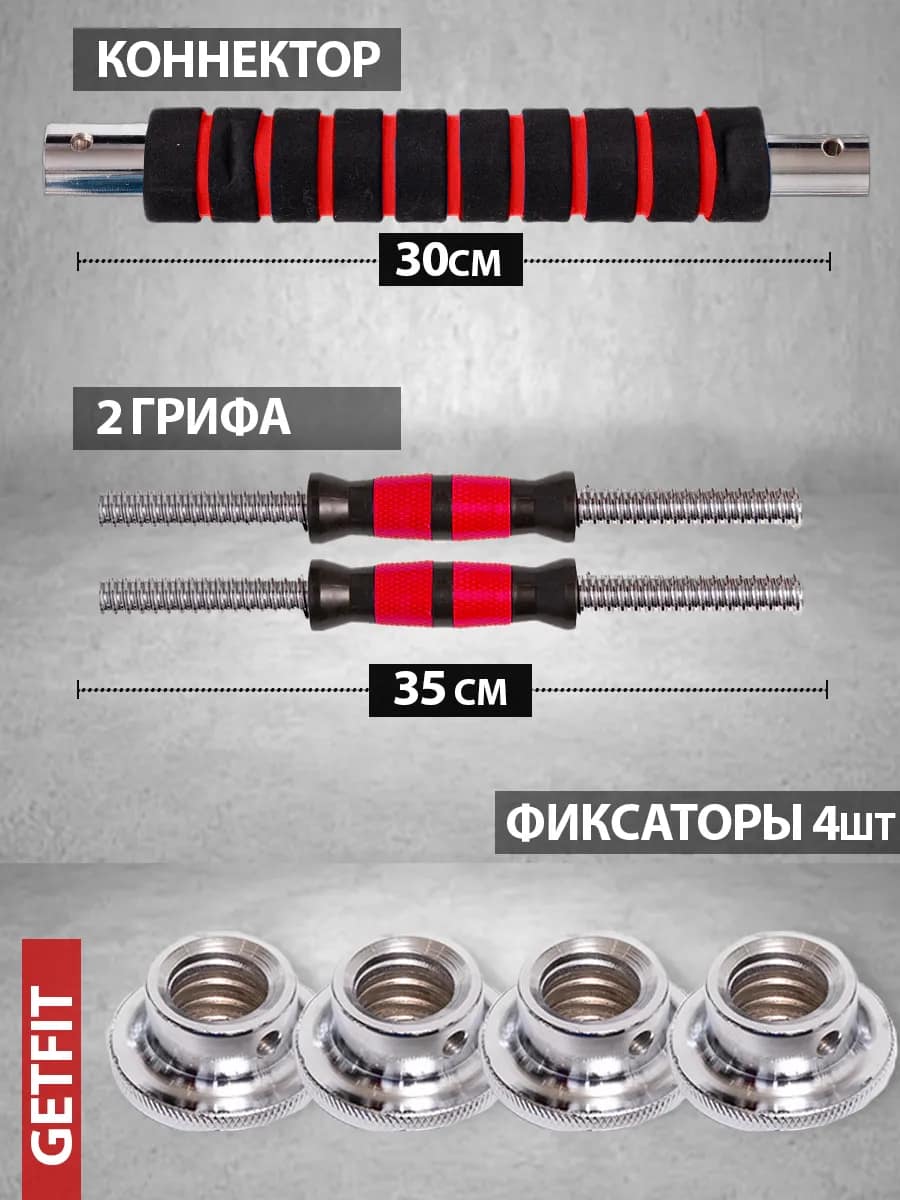 КОННЕКТОР
30СМ
2 ГРИФА
35 СМ
ФИКСАТОРЫ 4шт
GETFIT